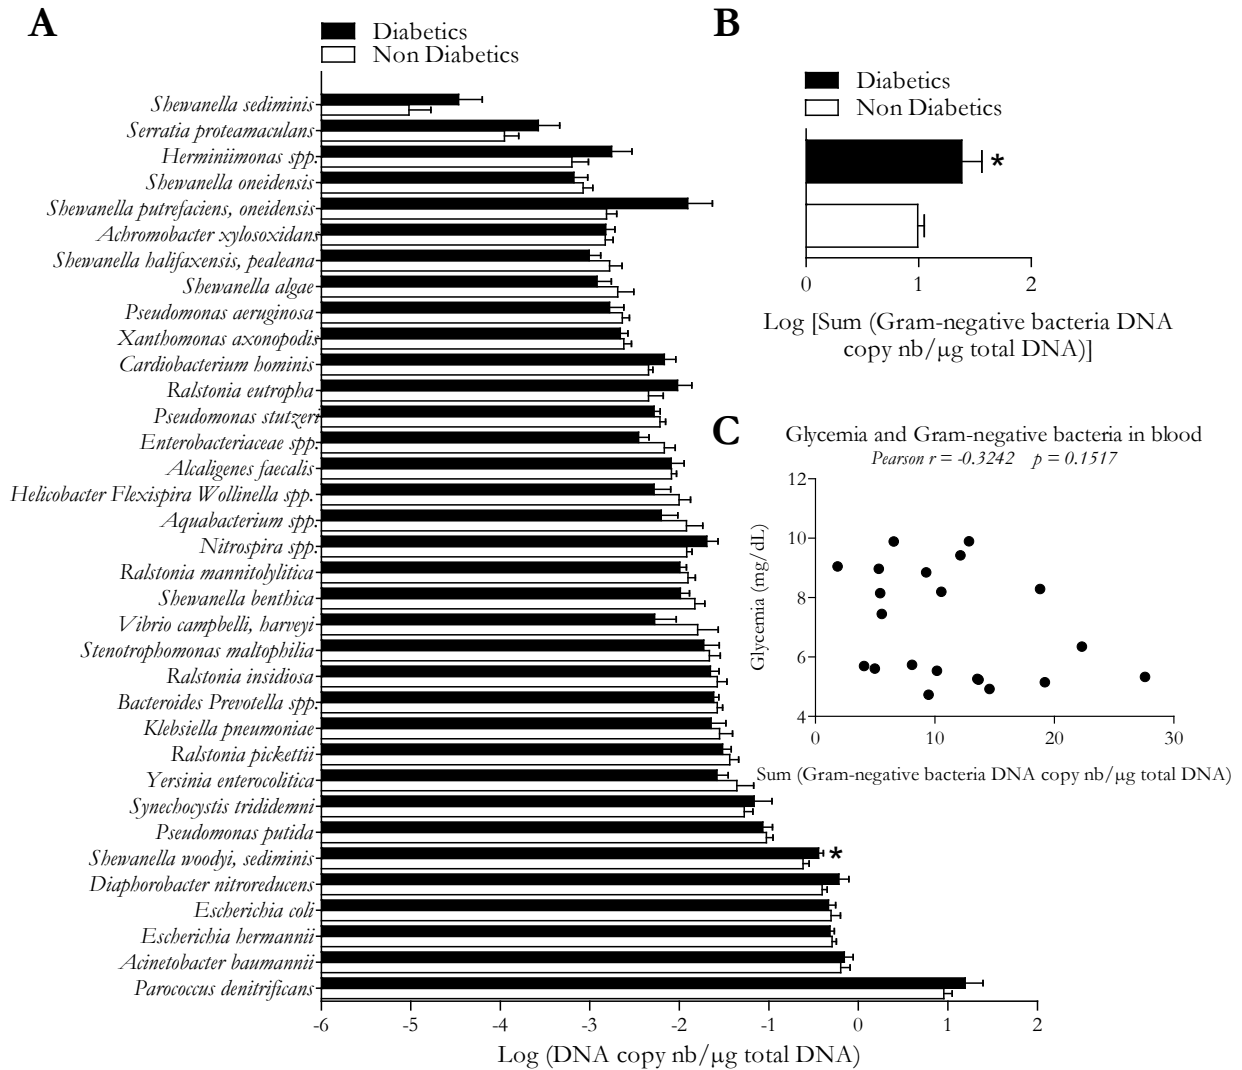 A
Diabetics
Non Diabetics
Shewanella sediminis
Serratia proteamaculans
Herminiimonas spp.
Shewanella oneidensis
Shewanella putrefaciens, oneidensis
Achromobacter xylosoxidans
Shewanella halifaxensis, pealeana
Shewanella algae
Pseudomonas aeruginosa
Xanthomonas axonopodis
Cardiobacterium hominis
Ralstonia eutropha
Pseudomonas stutzeri
Enterobacteriaceae spp.
Alcaligenes faecalis
Helicobacter Flexispira Wollinella spp.
Aquabacterium spp.
Nitrospira spp.
Ralstonia mannitolylitica
Shewanella benthica
Vibrio campbelli, harveyi
Stenotrophomonas maltophilia
Ralstonia insidiosa
Bacteroides Prevotella spp.
Klebsiella pneumoniae
Ralstonia pickettii
Yersinia enterocolitica
Synechocystis trididemni
Pseudomonas putida
Shewanella woodyi, sediminis *
Diaphorobacter nitroreducens
Escherichia coli
Escherichia hermannii
Acinetobacter baumannii
Parococcus denitrificans
-6 -5 -4 -3 -2 -1 0 1 2
Log (DNA copy nb/μg total DNA)
B
Diabetics
Non Diabetics
*
0 1 2
Log [Sum (Gram-negative bacteria DNA
copy nb/μg total DNA)]
C
Glycemia and Gram-negative bacteria in blood
Pearson r = -0.3242 p = 0.1517
Glycemia (mg/dL)
12
10
8
6
4
0 10 20 30
Sum (Gram-negative bacteria DNA copy nb/μg total DNA)